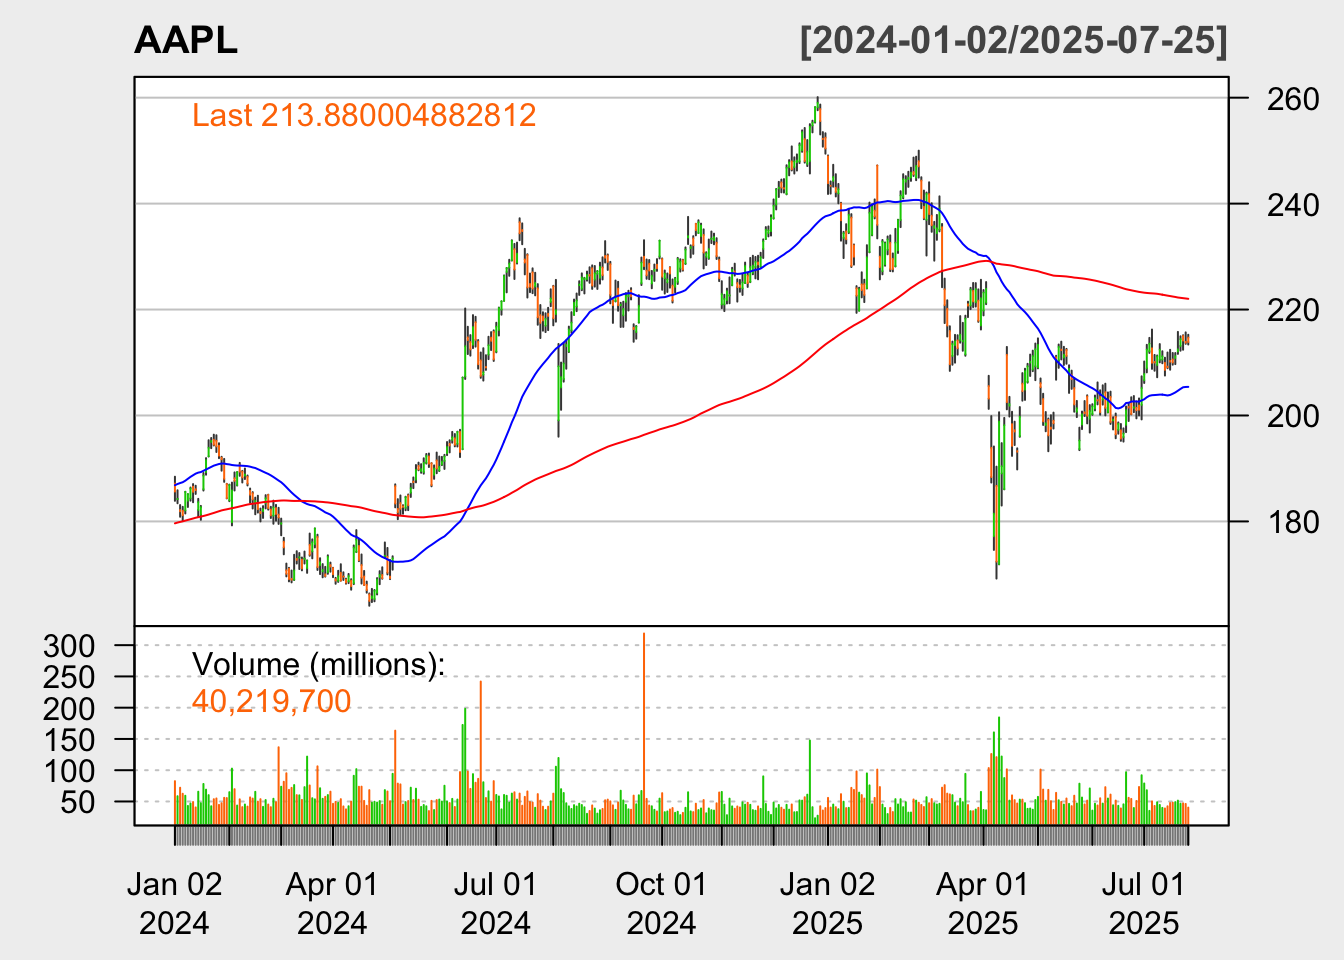 AAPL [2024-01-02/2025-07-25]
Last 213.880004882812
260
240
220
200
180
Volume (millions):
40,219,700
300
250
200
150
100
50
Jan 02 Apr 01 Jul 01 Oct 01 Jan 02 Apr 01 Jul 01
2024 2024 2024 2024 2025 2025 2025